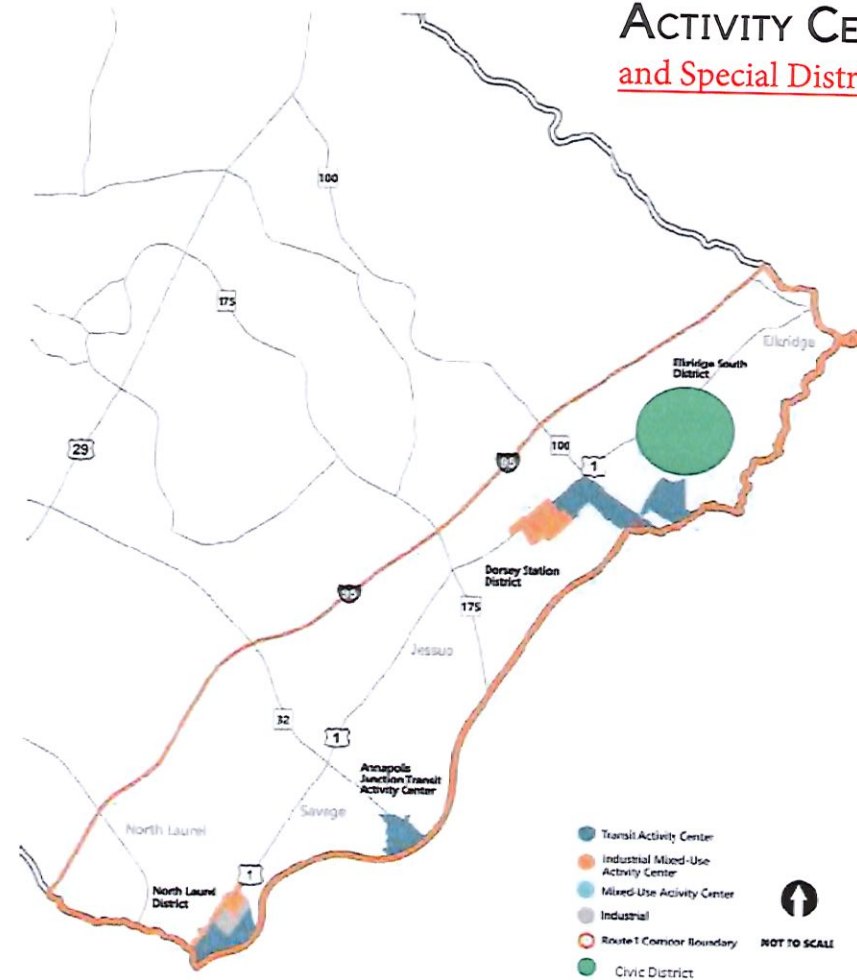 ACTIVITY CE
and Special Distr
100
175
29
Elkridge
Elkridge South
District
100
1
95
Dorsey Station
District
95
175
Jessup
32
1
Annapolis
Junction Transit
Activity Center
Savage
North Laurel
1
North Laurel
District
Transit Activity Center
Industrial Mixed-Use
Activity Center
Mixed-Use Activity Center
Industrial
Route 1 Corridor Boundary
NOT TO SCALE
Civic District